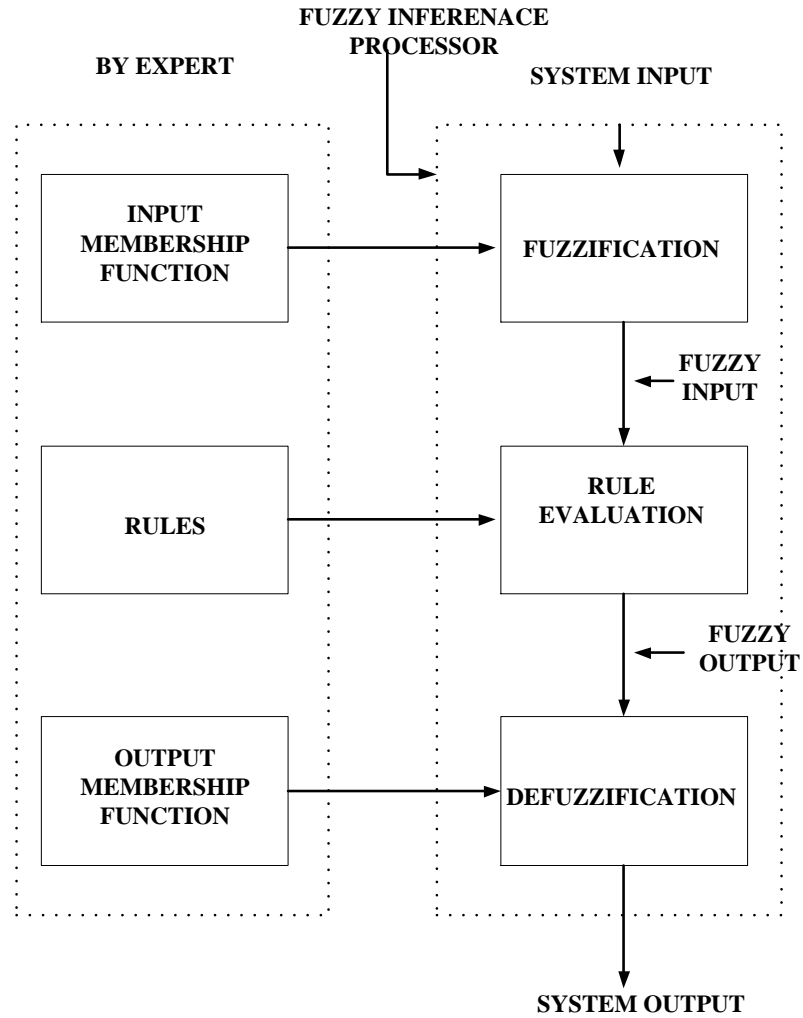 FUZZY INFERENACE
PROCESSOR
BY EXPERT
SYSTEM INPUT
INPUT
MEMBERSHIP
FUNCTION
FUZZIFICATION
FUZZY
INPUT
RULES
RULE
EVALUATION
FUZZY
OUTPUT
OUTPUT
MEMBERSHIP
FUNCTION
DEFUZZIFICATION
SYSTEM OUTPUT